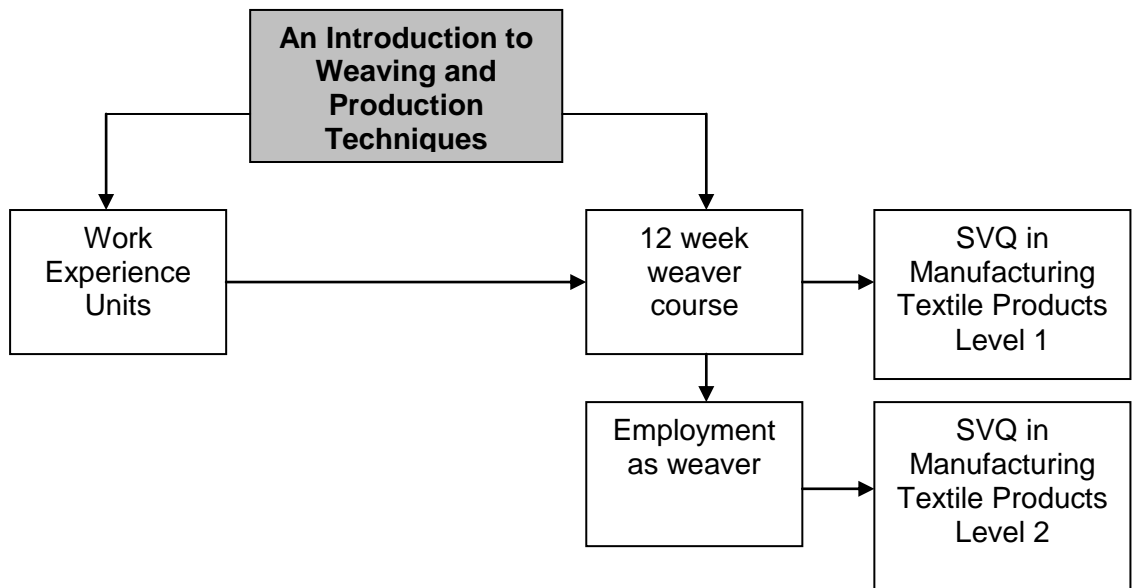 An Introduction to
Weaving and
Production
Techniques
Work
Experience
Units
12 week
weaver
course
SVQ in
Manufacturing
Textile Products
Level 1
Employment
as weaver
SVQ in
Manufacturing
Textile Products
Level 2